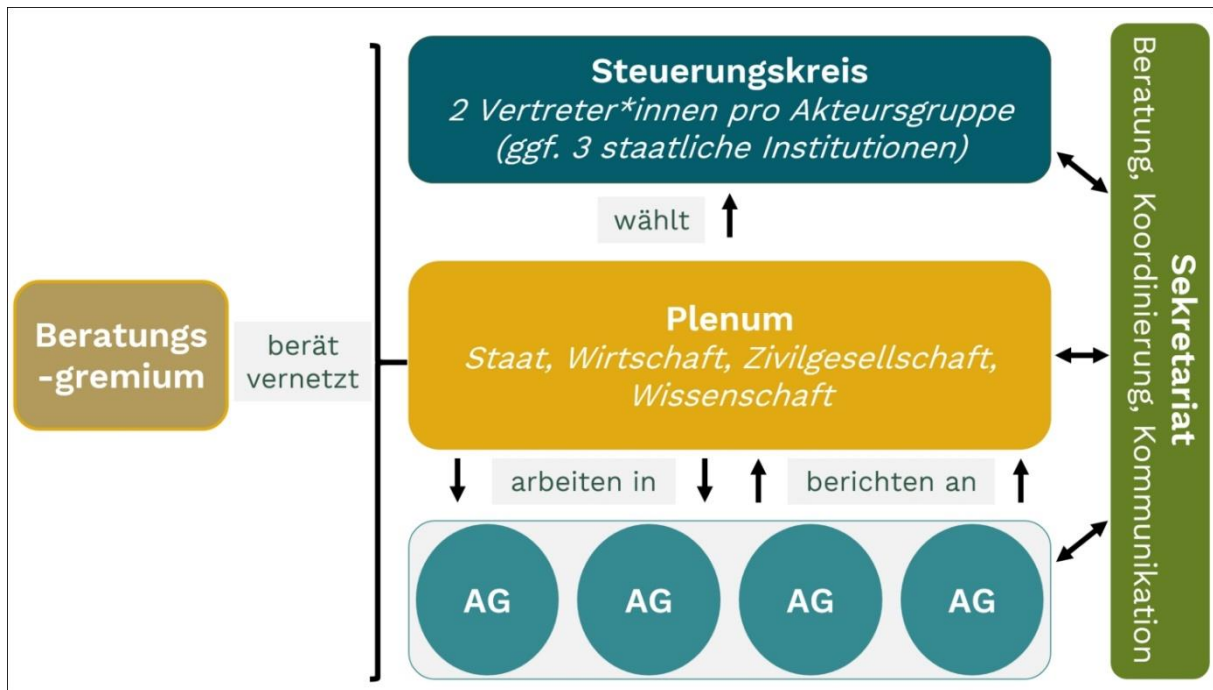 Steuerungskreis
2 Vertreter*innen pro Akteursgruppe
(ggf. 3 staatliche Institutionen)
wählt
Beratungs
-gremium
berät
vernetzt
Plenum
Staat, Wirtschaft, Zivilgesellschaft,
Wissenschaft
arbeiten in
berichten an
AG
AG
AG
AG
Sekretariat
Beratung, Koordinierung, Kommunikation